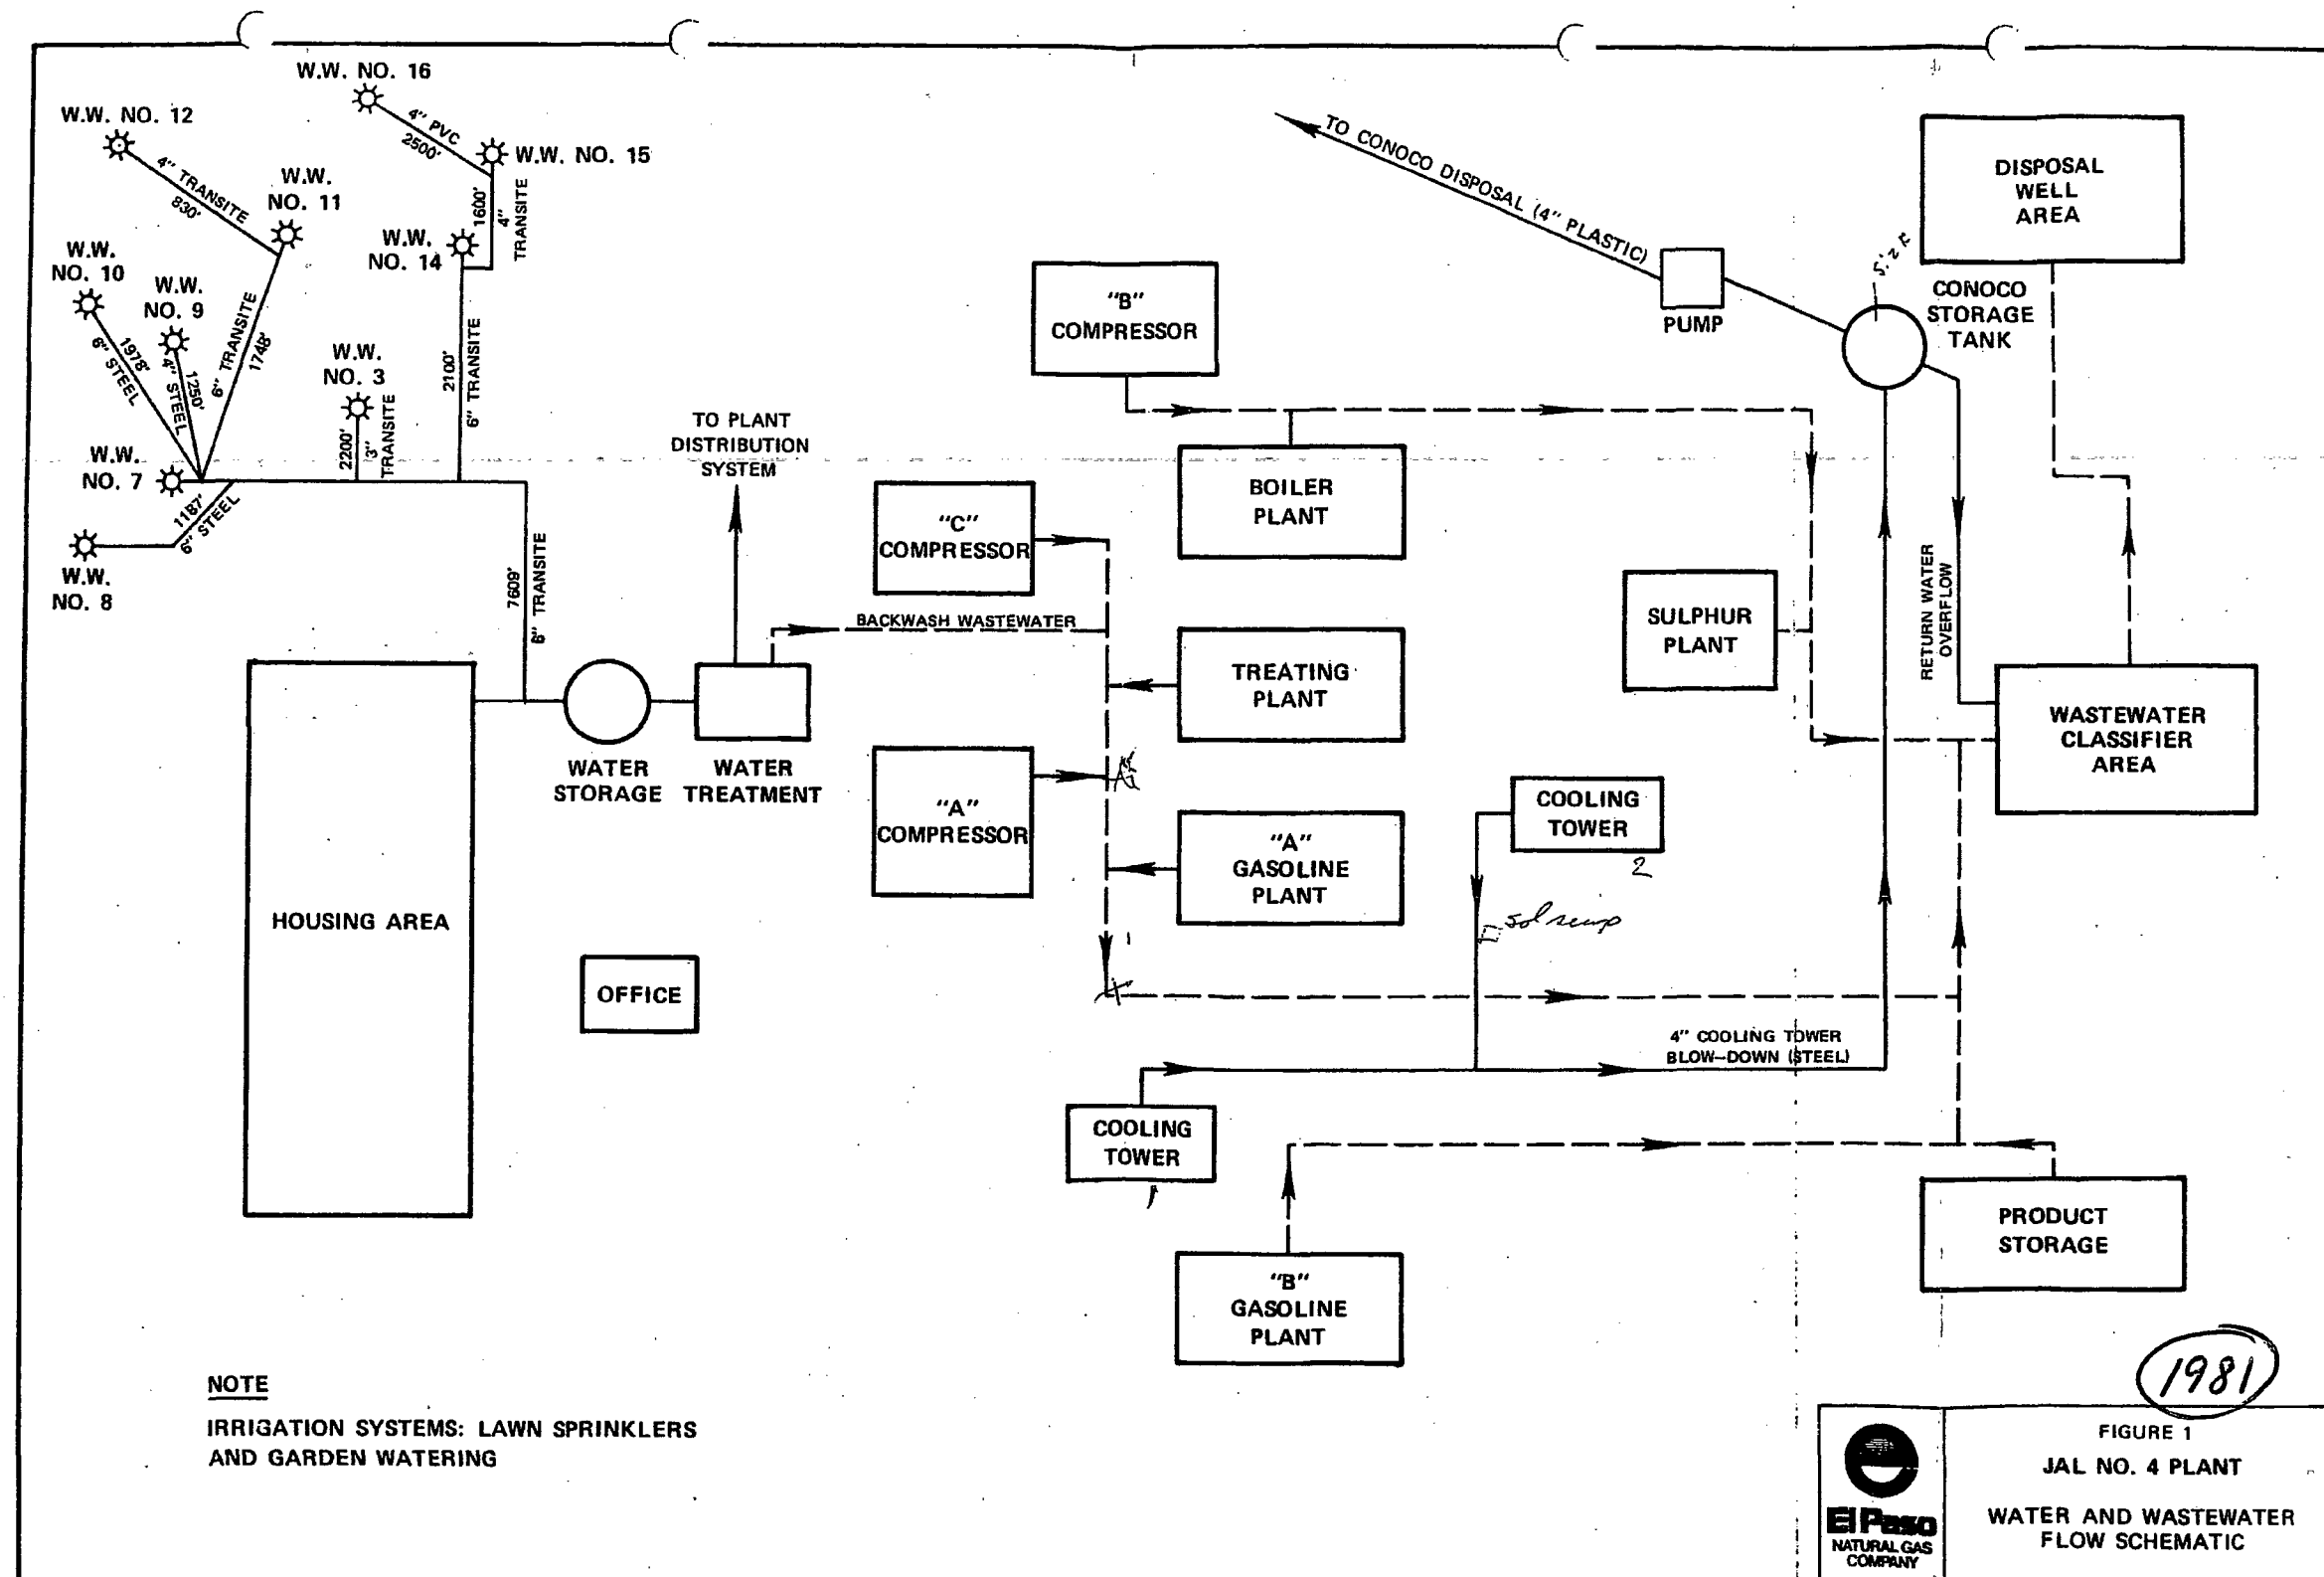 W.W. NO. 16
W.W. NO. 12
4" PVC
2500'
W.W. NO. 15
4" TRANSITE
830'
W.W.
NO. 11
1600'
4"
TRANSITE
W.W.
NO. 14
W.W.
NO. 10
W.W.
NO. 9
1978'
6" STEEL
1250'
4" STEEL
6" TRANSITE
1748'
W.W.
NO. 3
2200'
3"
TRANSITE
2100'
6" TRANSITE
W.W.
NO. 7
1187'
6" STEEL
W.W.
NO. 8
7609'
8" TRANSITE
TO PLANT
DISTRIBUTION
SYSTEM
BACKWASH WASTEWATER
WATER
STORAGE
WATER
TREATMENT
HOUSING AREA
OFFICE
TO CONOCO DISPOSAL (4" PLASTIC)
PUMP
size
CONOCO
STORAGE
TANK
DISPOSAL
WELL
AREA
"B"
COMPRESSOR
BOILER
PLANT
"C"
COMPRESSOR
TREATING
PLANT
"A"
COMPRESSOR
"A"
GASOLINE
PLANT
SULPHUR
PLANT
RETURN WATER
OVERFLOW
WASTEWATER
CLASSIFIER
AREA
COOLING
TOWER
2
4" COOLING TOWER
BLOW-DOWN (STEEL)
COOLING
TOWER
1
"B"
GASOLINE
PLANT
PRODUCT
STORAGE
NOTE
IRRIGATION SYSTEMS: LAWN SPRINKLERS
AND GARDEN WATERING
1981
FIGURE 1
JAL NO. 4 PLANT
WATER AND WASTEWATER
FLOW SCHEMATIC
El Paso
NATURAL GAS
COMPANY